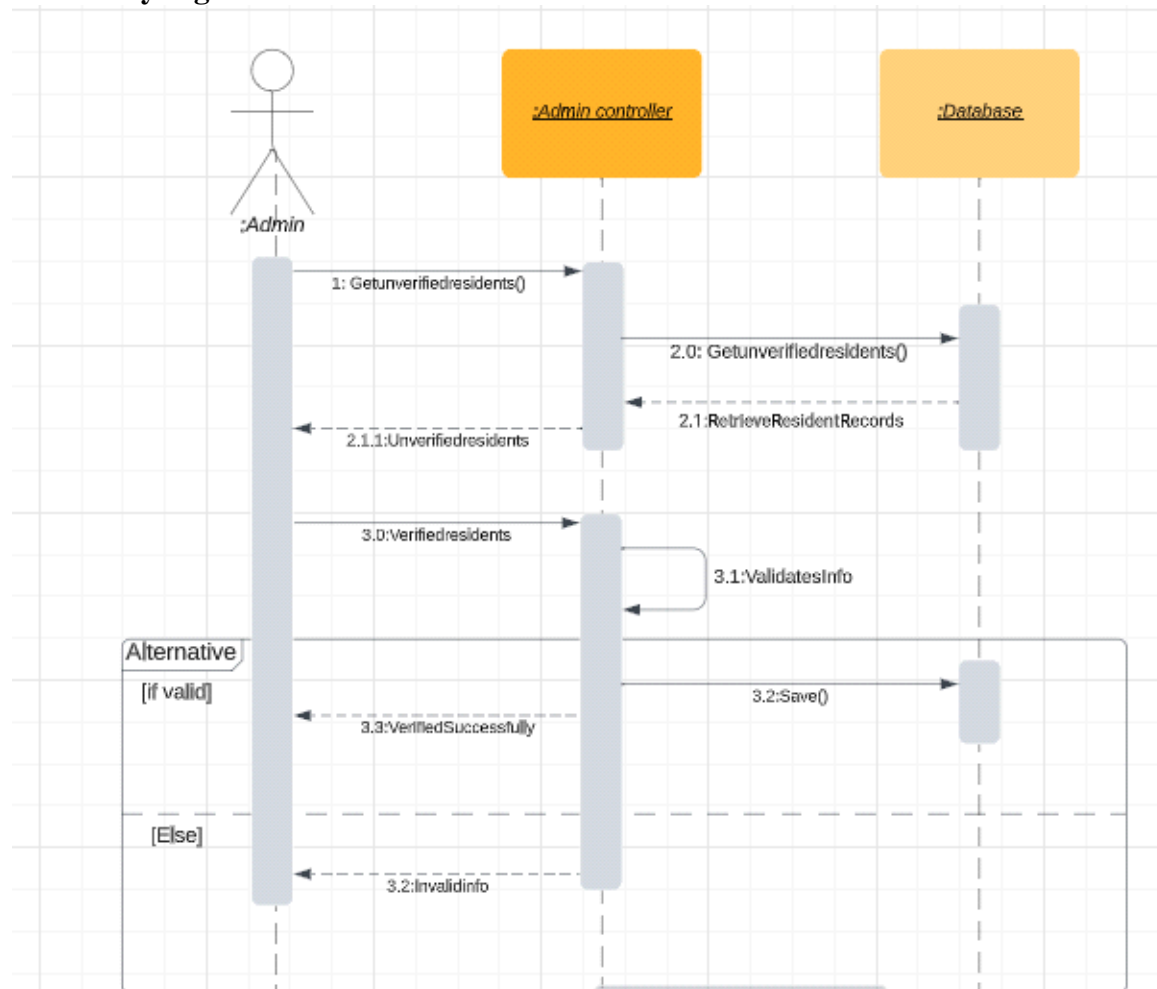 :Admin controller
:Database
:Admin
1: Getunverifiedresidents()
2.0: Getunverifiedresidents()
2.1:RetrieveResidentRecords
2.1.1:Unverifiedresidents
3.0:Verifiedresidents
3.1:ValidatesInfo
Alternative
[if valid]
3.2:Save()
3.3:VerifiedSuccessfully
[Else]
3.2:Invalidinfo